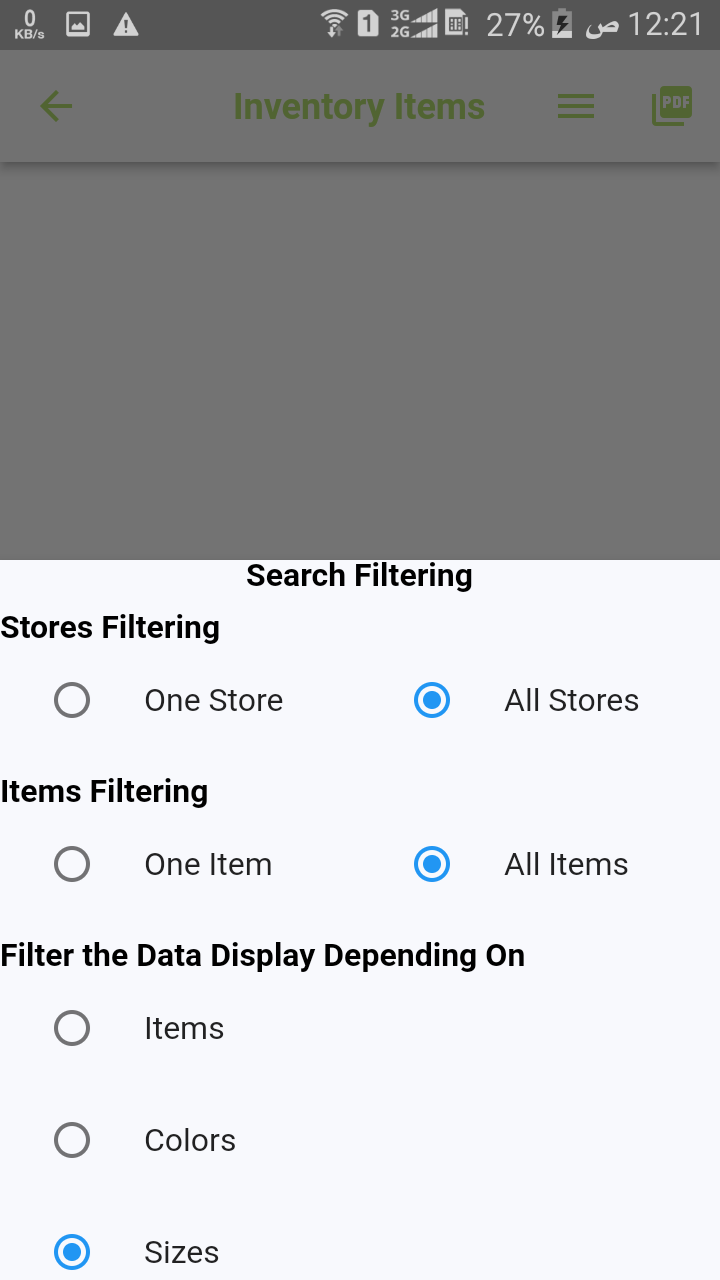 0
KB/s
1
3G
2G
27%
12:21 ص
Inventory Items
PDF
Search Filtering
Stores Filtering
One Store
All Stores
Items Filtering
One Item
All Items
Filter the Data Display Depending On
Items
Colors
Sizes